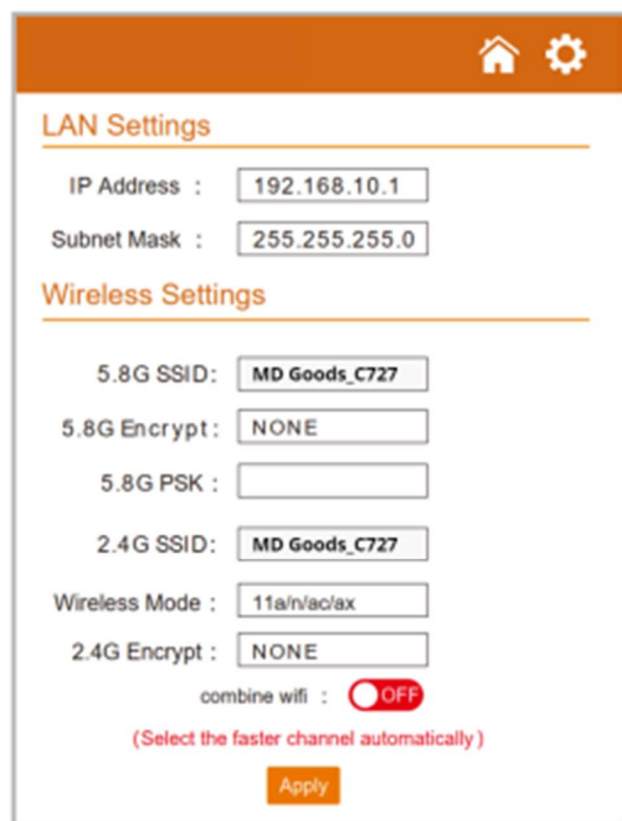 LAN Settings
IP Address : 192.168.10.1
Subnet Mask : 255.255.255.0
Wireless Settings
5.8G SSID: MD Goods_C727
5.8G Encrypt: NONE
5.8G PSK :
2.4G SSID: MD Goods_C727
Wireless Mode : 11a/n/ac/ax
2.4G Encrypt : NONE
combine wifi : OFF
(Select the faster channel automatically)
Apply